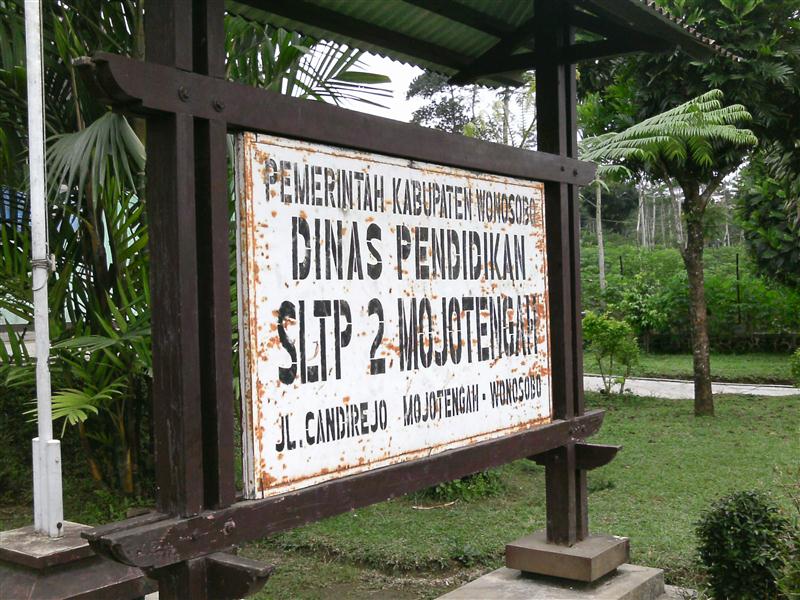 PEMERINTAH KABUPATEN WONOSOBO
DINAS PENDIDIKAN
SLTP 2 MOJOTENGAH
JL. CANDIREJO MOJOTENGAH - WONOSOBO